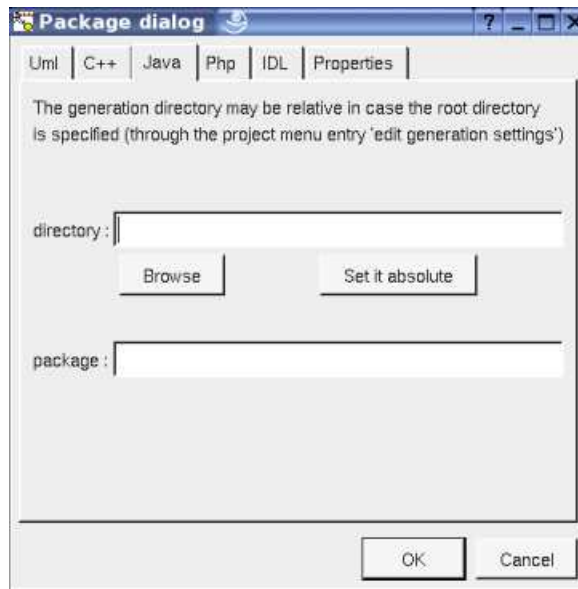 Package dialog
Uml C++ Java Php IDL Properties
The generation directory may be relative in case the root directory
is specified (through the project menu entry 'edit generation settings')
directory :
Browse Set it absolute
package :
OK Cancel